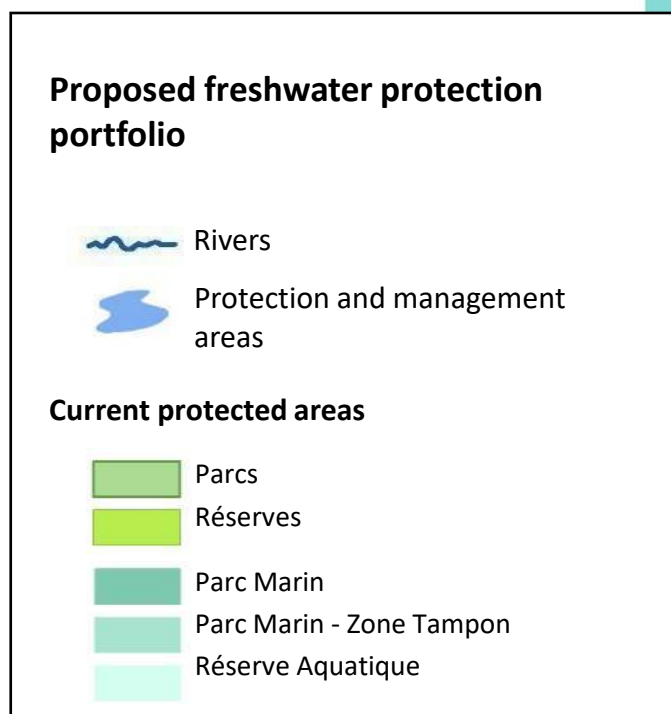 Proposed freshwater protection
portfolio
Rivers
Protection and management
areas
Current protected areas
Parcs
Réserves
Parc Marin
Parc Marin - Zone Tampon
Réserve Aquatique